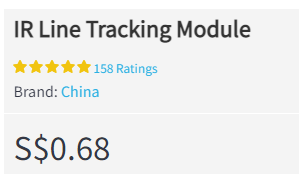 IR Line Tracking Module
158 Ratings
Brand: China
S$0.68